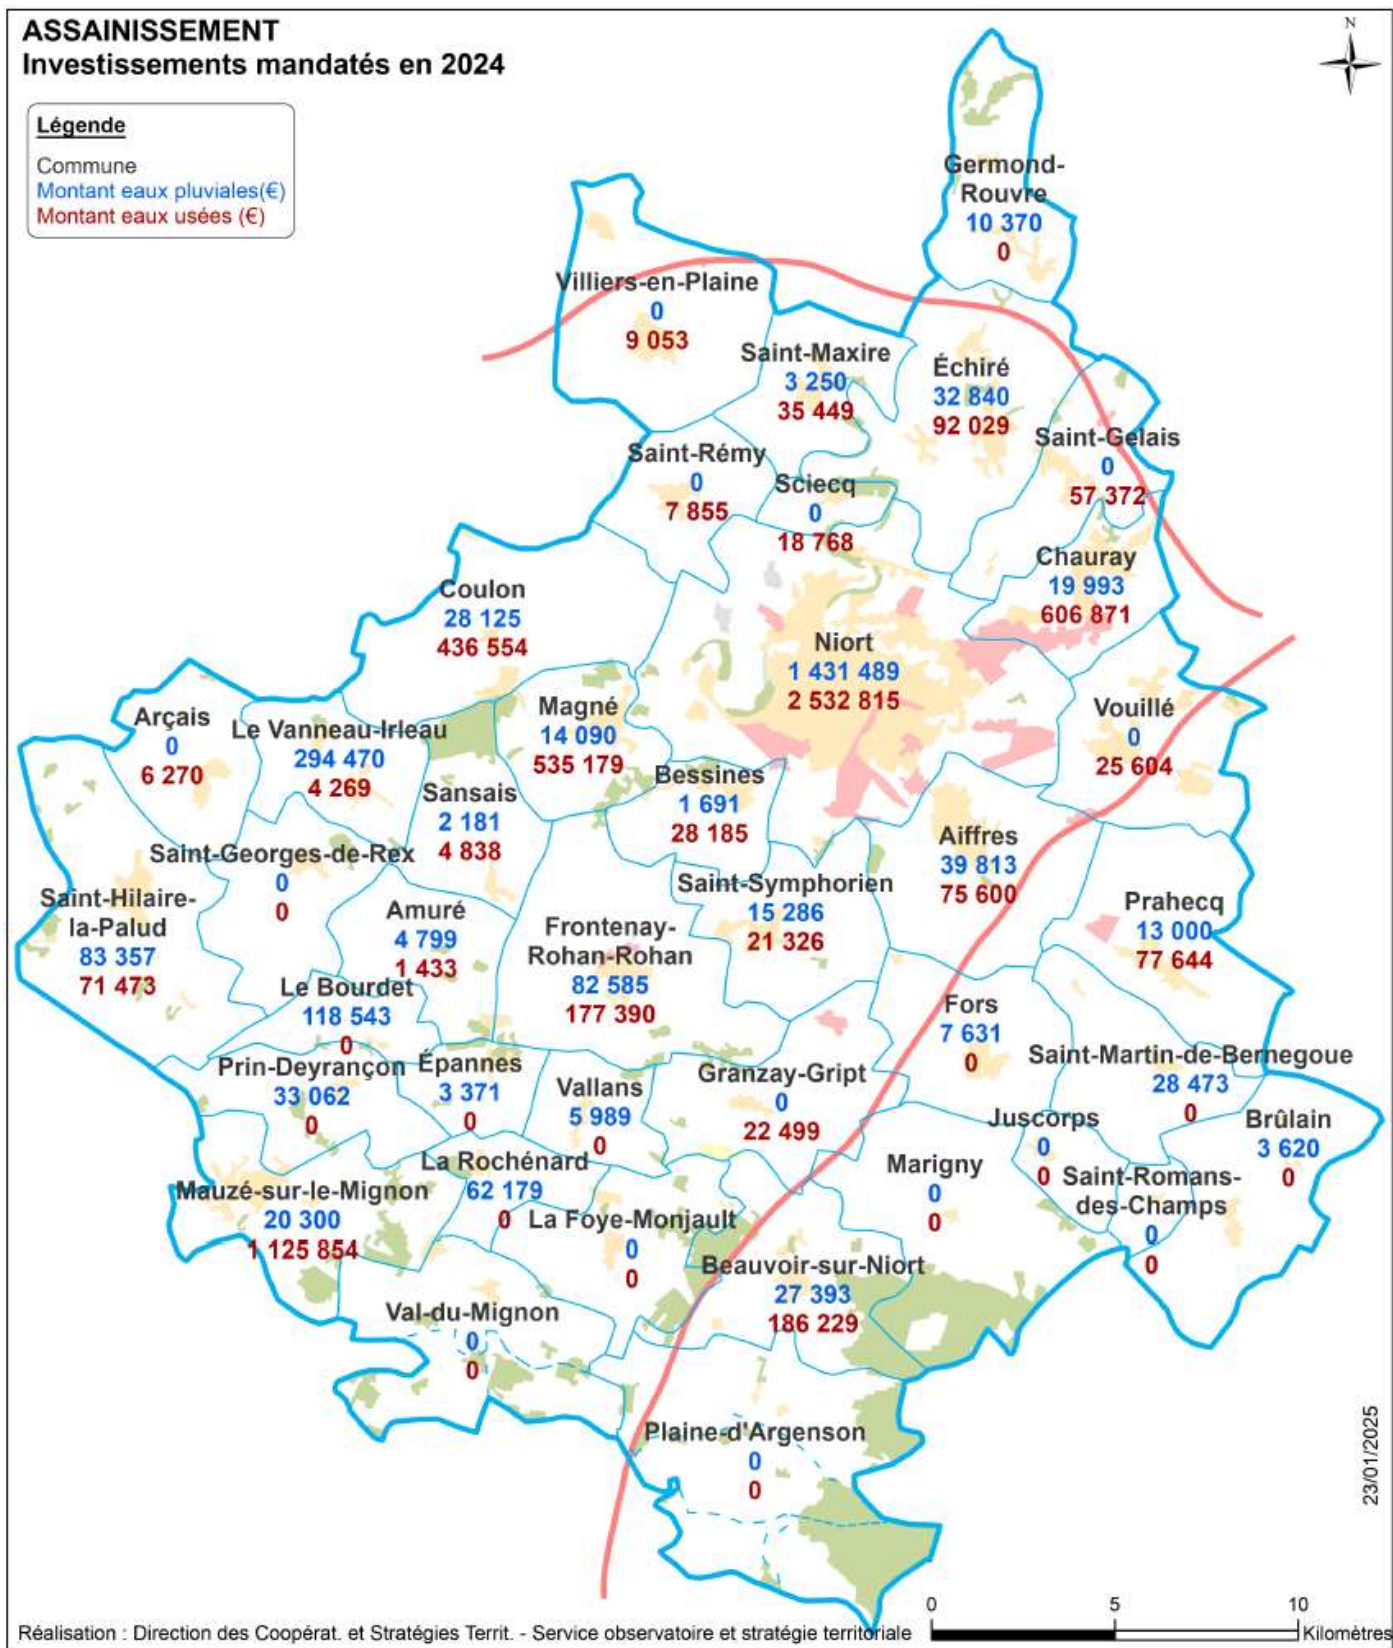 ASSAINISSEMENT
Investissements mandatés en 2024
N
Légende
Commune
Montant eaux pluviales(€)
Montant eaux usées (€)
Germond-
Rouvre
10 370
0
Villiers-en-Plaine
0
9 053
Saint-Maxire
3 250
35 449
Échiré
32 840
92 029
Saint-Gelais
0
57 372
Saint-Rémy
0
7 855
Sciecq
0
18 768
Chauray
19 993
606 871
Coulon
28 125
436 554
Niort
1 431 489
2 532 815
Magné
14 090
535 179
Vouillé
0
25 604
Arçais
0
6 270
Le Vanneau-Irleau
294 470
4 269
Sansais
2 181
4 838
Bessines
1 691
28 185
Aiffres
39 813
75 600
Saint-Georges-de-Rex
0
0
Saint-Hilaire-
la-Palud
83 357
71 473
Amuré
4 799
1 433
Frontenay-
Rohan-Rohan
82 585
177 390
Saint-Symphorien
15 286
21 326
Prahecq
13 000
77 644
Le Bourdet
118 543
0
Fors
7 631
0
Prin-Deyrançon
33 062
0
Épannes
3 371
0
Vallans
5 989
0
Granzay-Gript
0
22 499
Saint-Martin-de-Bernegoue
28 473
0
Juscorps
0
0
Brûlain
3 620
0
Mauzé-sur-le-Mignon
20 300
1 125 854
La Rochénard
62 179
0
La Foye-Monjault
0
0
Marigny
0
0
Saint-Romans-
des-Champs
0
0
Beauvoir-sur-Niort
27 393
186 229
Val-du-Mignon
0
0
Plaine-d'Argenson
0
0
23/01/2025
0 5 10
Kilomètres
Réalisation : Direction des Coopérat. et Stratégies Territ. - Service observatoire et stratégie territoriale